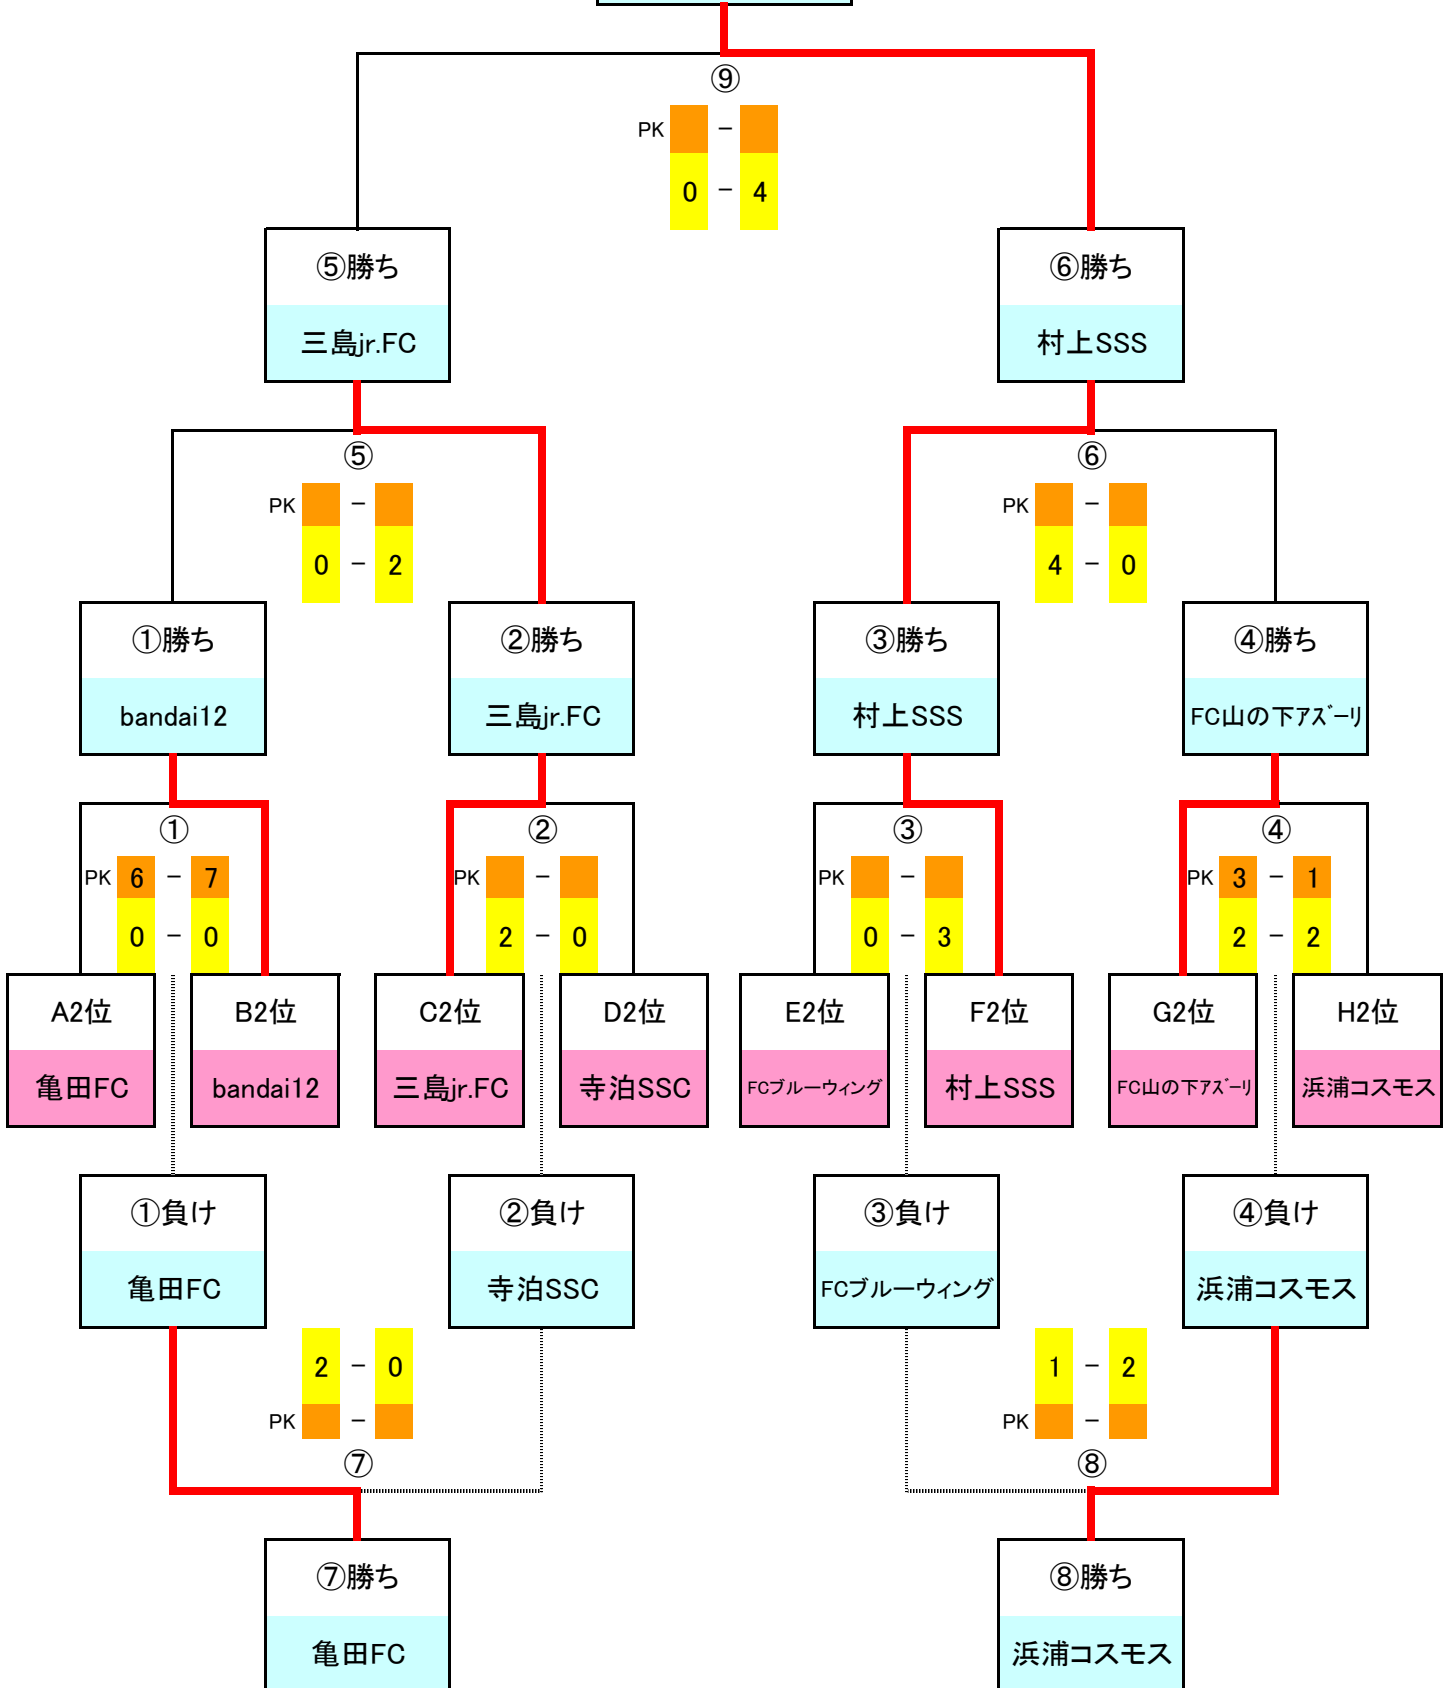 ⑨
PK - 
0 - 4
⑤勝ち ⑥勝ち
三島jr.FC 村上SSS
⑤ ⑥
PK - PK -
0 - 2 4 - 0
①勝ち ②勝ち ③勝ち ④勝ち
bandai12 三島jr.FC 村上SSS FC山の下ｱｽﾞｰﾘ
① ② ③ ④
PK 6 - 7 PK - PK - PK 3 - 1
0 - 0 2 - 0 0 - 3 2 - 2
A2位 B2位 C2位 D2位 E2位 F2位 G2位 H2位
亀田FC bandai12 三島jr.FC 寺泊SSC FCブルーウィング 村上SSS FC山の下ｱｽﾞｰﾘ 浜浦コスモス
①負け ②負け ③負け ④負け
亀田FC 寺泊SSC FCブルーウィング 浜浦コスモス
2 - 0 1 - 2
PK - PK -
⑦ ⑧
⑦勝ち ⑧勝ち
亀田FC 浜浦コスモス